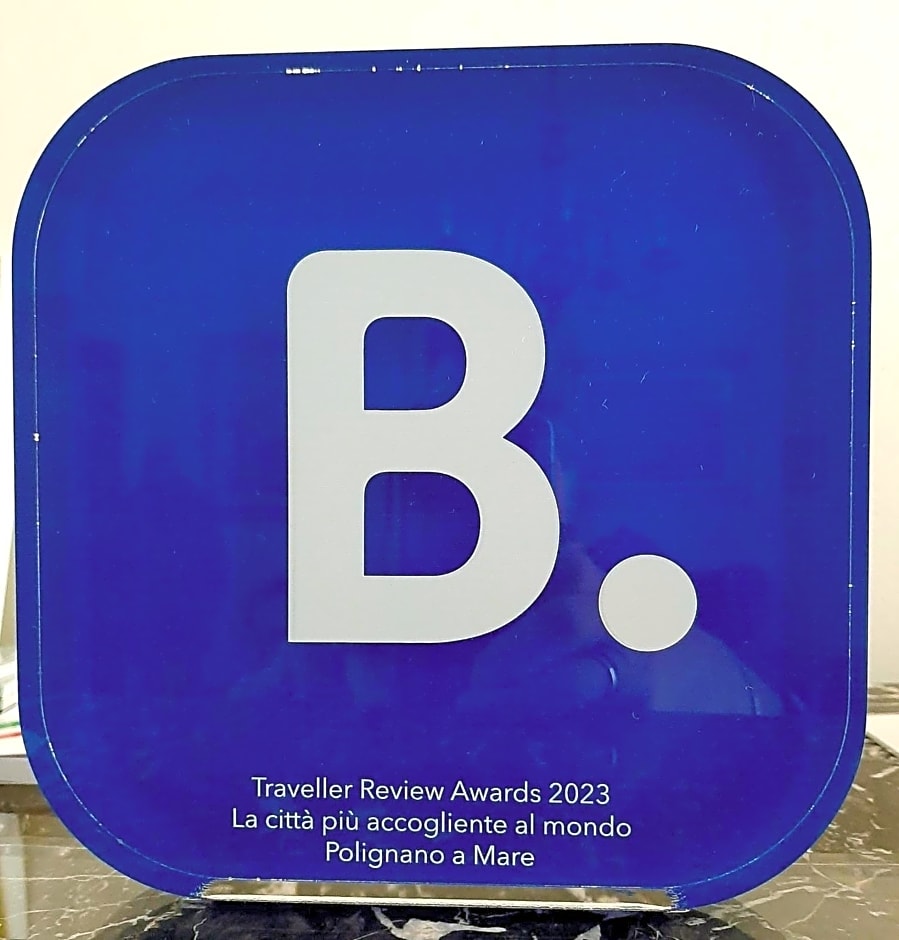 B.
Traveller Review Awards 2023
La città più accogliente al mondo
Polignano a Mare